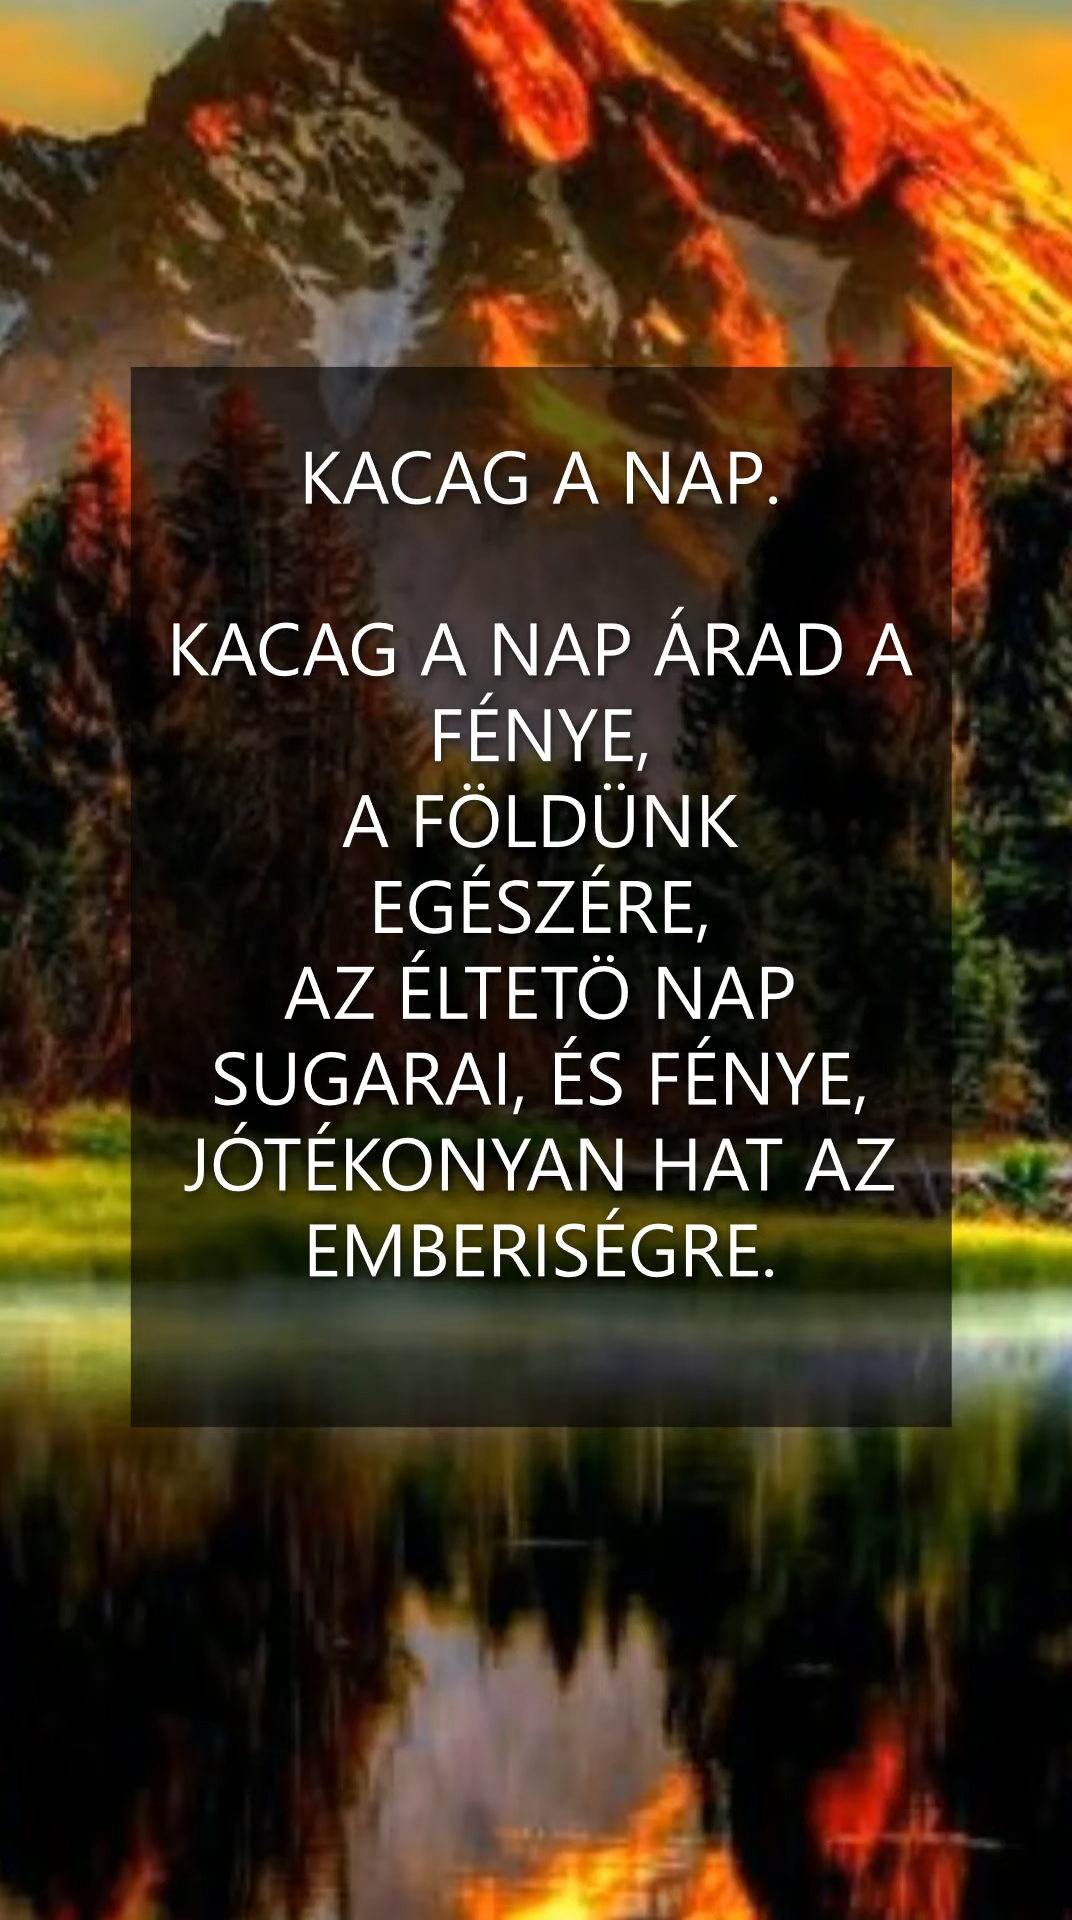 KACAG A NAP.
KACAG A NAP ÁRAD A
FÉNYE,
A FÖLDÜNK
EGÉSZÉRE,
AZ ÉLTETÖ NAP
SUGARAI, ÉS FÉNYE,
JÓTÉKONYAN HAT AZ
EMBERISÉGRE.